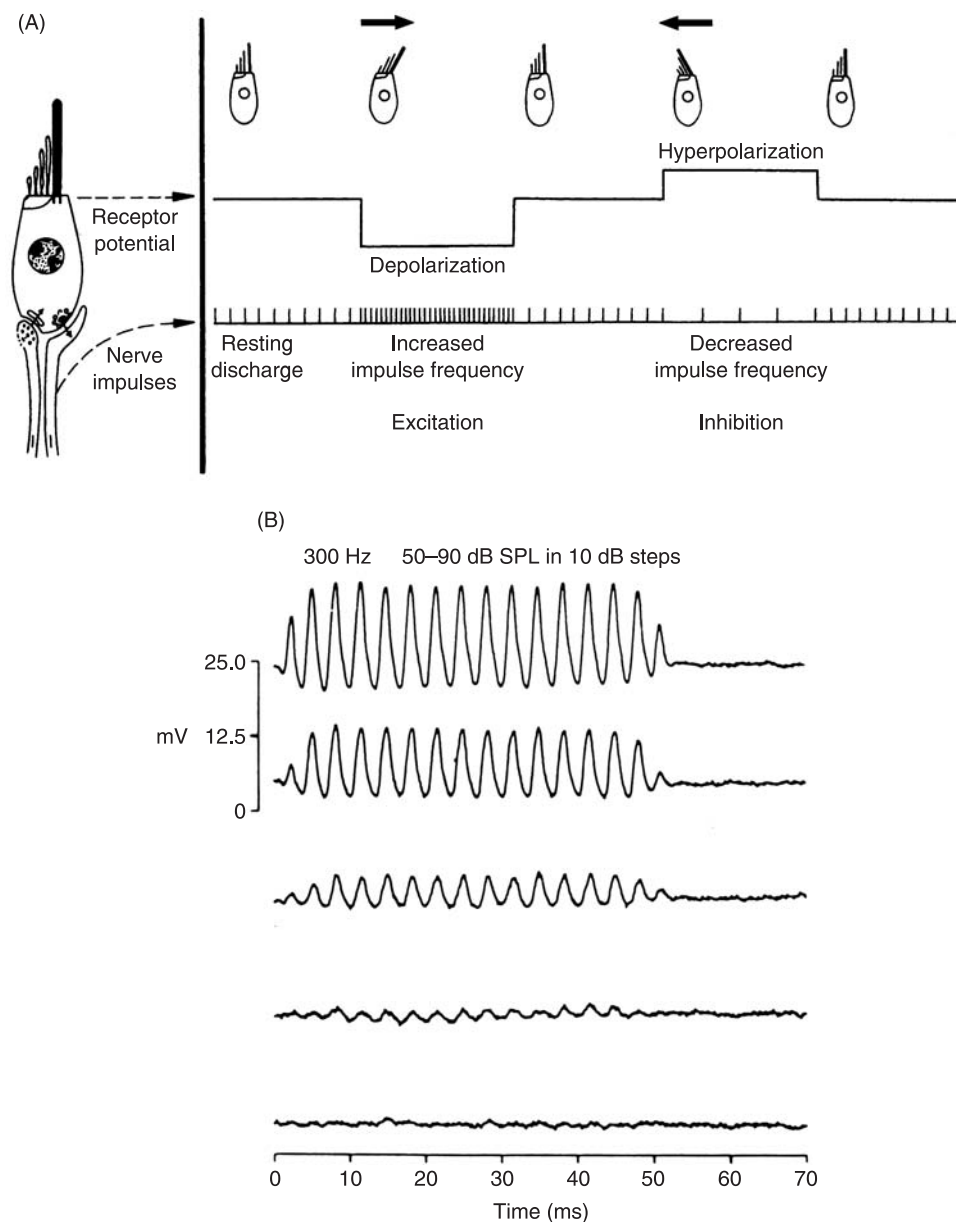 (A)
Hyperpolarization
Receptor
potential
Depolarization
Nerve
impulses
Resting
discharge
Increased
impulse frequency
Decreased
impulse frequency
Excitation
Inhibition
(B)
300 Hz 50–90 dB SPL in 10 dB steps
25.0
mV 12.5
0
0 10 20 30 40 50 60 70
Time (ms)